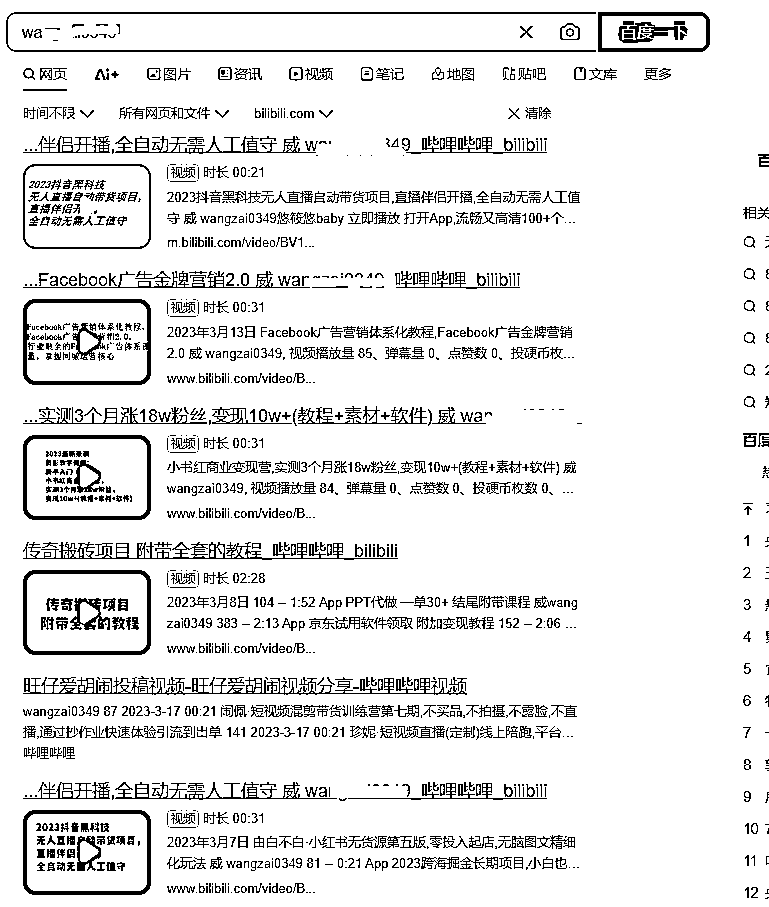 百度一下
网页 Ai+ 图片 资讯 视频 笔记 地图 贴吧 文库 更多
时间不限 所有网页和文件 bilibili.com 清除
...伴侣开播,全自动无需人工值守 威 _哔哩哔哩_bilibili
2023抖音黑科技
无人直播自动带货项目,
直播伴侣
全自动无需人工值守
视频 时长 00:21
2023抖音黑科技无人直播启动带货项目,直播伴侣开播,全自动无需人工值
守 威 wangzai0349悠筱悠baby 立即播放 打开App,流畅又高清100+个...
m.bilibili.com/video/BV1...
...Facebook广告金牌营销2.0 威 哔哩哔哩_bilibili
视频 时长 00:31
2023年3月13日 Facebook广告营销体系化教程,Facebook广告金牌营销
2.0 威 wangzai0349, 视频播放量 85、弹幕量 0、点赞数 0、投硬币枚...
www.bilibili.com/video/B...
...实测3个月涨18w粉丝,变现10w+(教程+素材+软件) 威
视频 时长 00:31
小书红商业变现营,实测3个月涨18w粉丝,变现10w+(教程+素材+软件) 威
wangzai0349, 视频播放量 84、弹幕量 0、点赞数 0、投硬币枚数 0、...
www.bilibili.com/video/B...
传奇搬砖项目 附带全套的教程_哔哩哔哩_bilibili
传奇搬砖项目
附带全套的教程
视频 时长 02:28
2023年3月8日 104 – 1:52 App PPT代做 一单30+ 结尾附带课程 威wang
zai0349 383 – 2:13 App 京东试用软件领取 附加变现教程 152 – 2:06 ...
www.bilibili.com/video/B...
旺仔爱胡闹投稿视频-旺仔爱胡闹视频分享-哔哩哔哩视频
wangzai0349 87 2023-3-17 00:21 闹佩·短视频混剪带货训练营第七期,不买品,不拍摄,不露脸,不直
播,通过抄作业快速体验引流到出单 141 2023-3-17 00:21 珍妮·短视频直播(定制)线上陪跑,平台...
哔哩哔哩
...伴侣开播,全自动无需人工值守 威 _哔哩哔哩_bilibili
2023抖音黑科技
无人直播自动带货项目,
直播伴侣
全自动无需人工值守
视频 时长 00:31
2023年3月7日 由白不白·小红书无货源第五版,零投入起店,无脑图文精细
化玩法 威 wangzai0349 81 – 0:21 App 2023跨海掘金长期项目,小白也...
www.bilibili.com/video/B...
相关
1
2
3
4
5
6
7
8
9
10
11
12